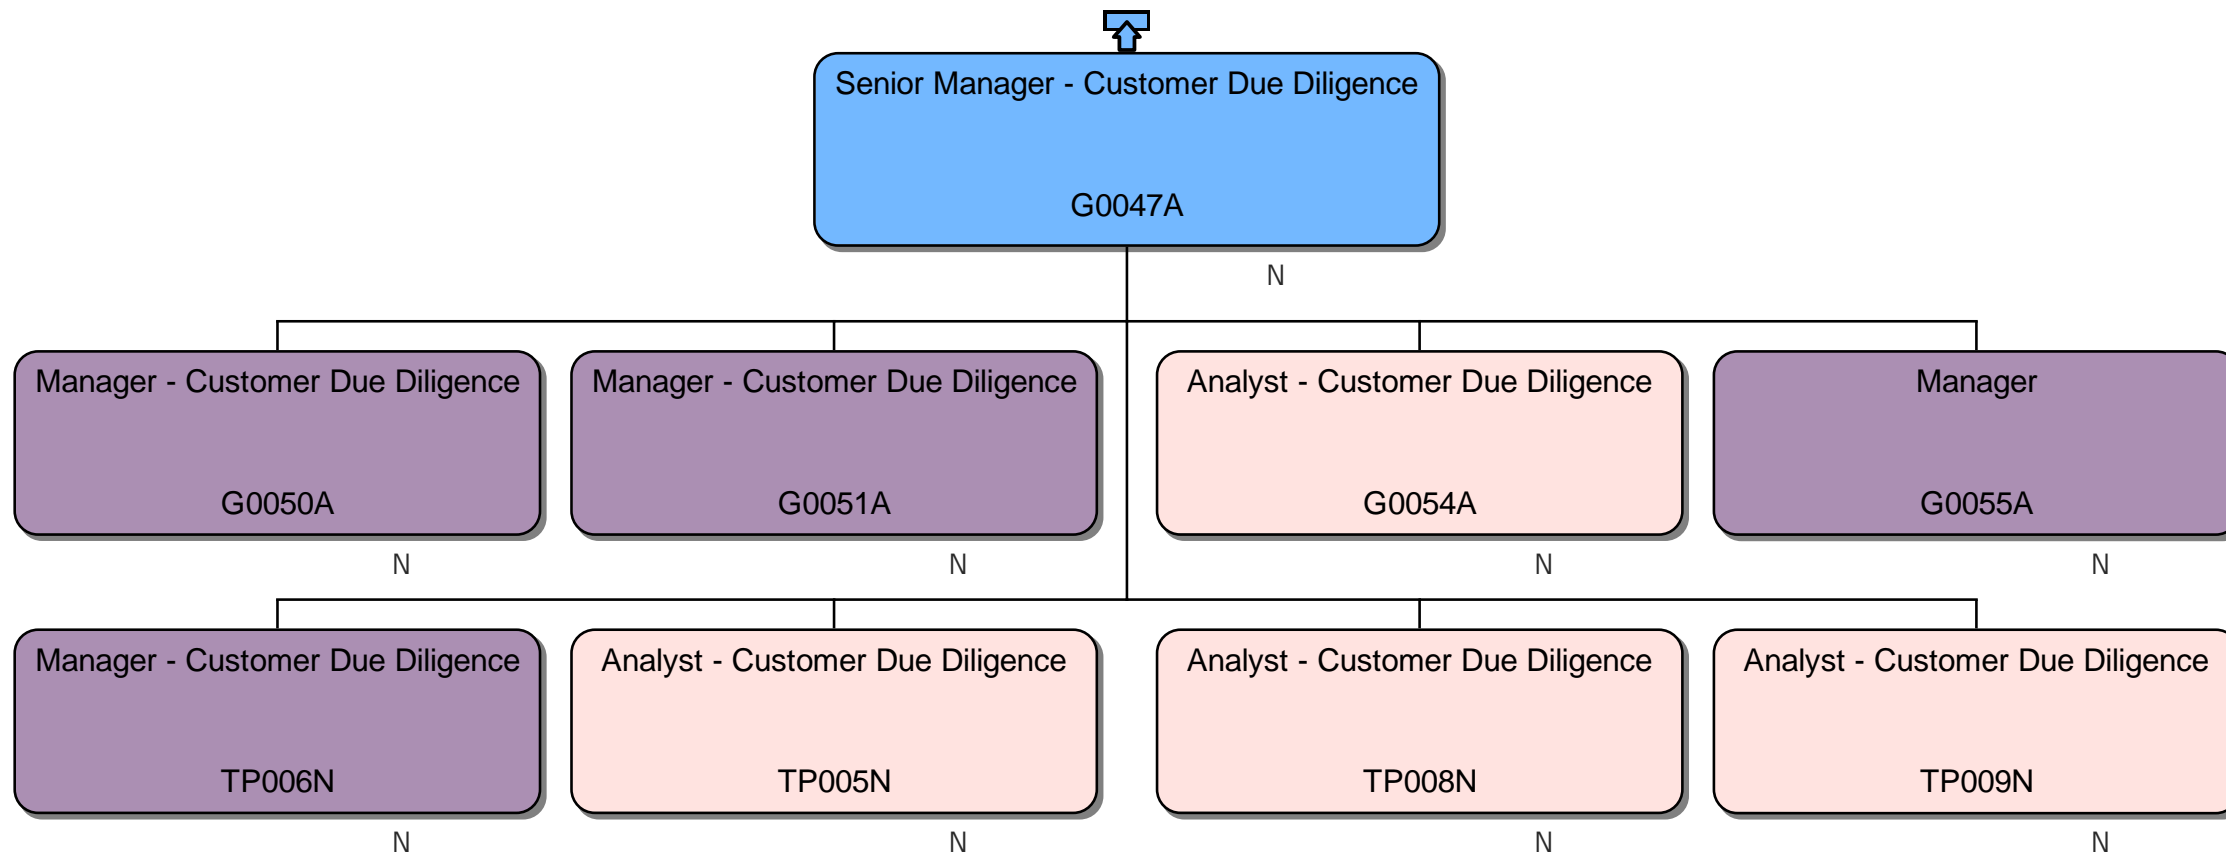 Senior Manager - Customer Due Diligence
G0047A
N
Manager - Customer Due Diligence
G0050A
N
Manager - Customer Due Diligence
G0051A
N
Analyst - Customer Due Diligence
G0054A
N
Manager
G0055A
N
Manager - Customer Due Diligence
TP006N
N
Analyst - Customer Due Diligence
TP005N
N
Analyst - Customer Due Diligence
TP008N
N
Analyst - Customer Due Diligence
TP009N
N